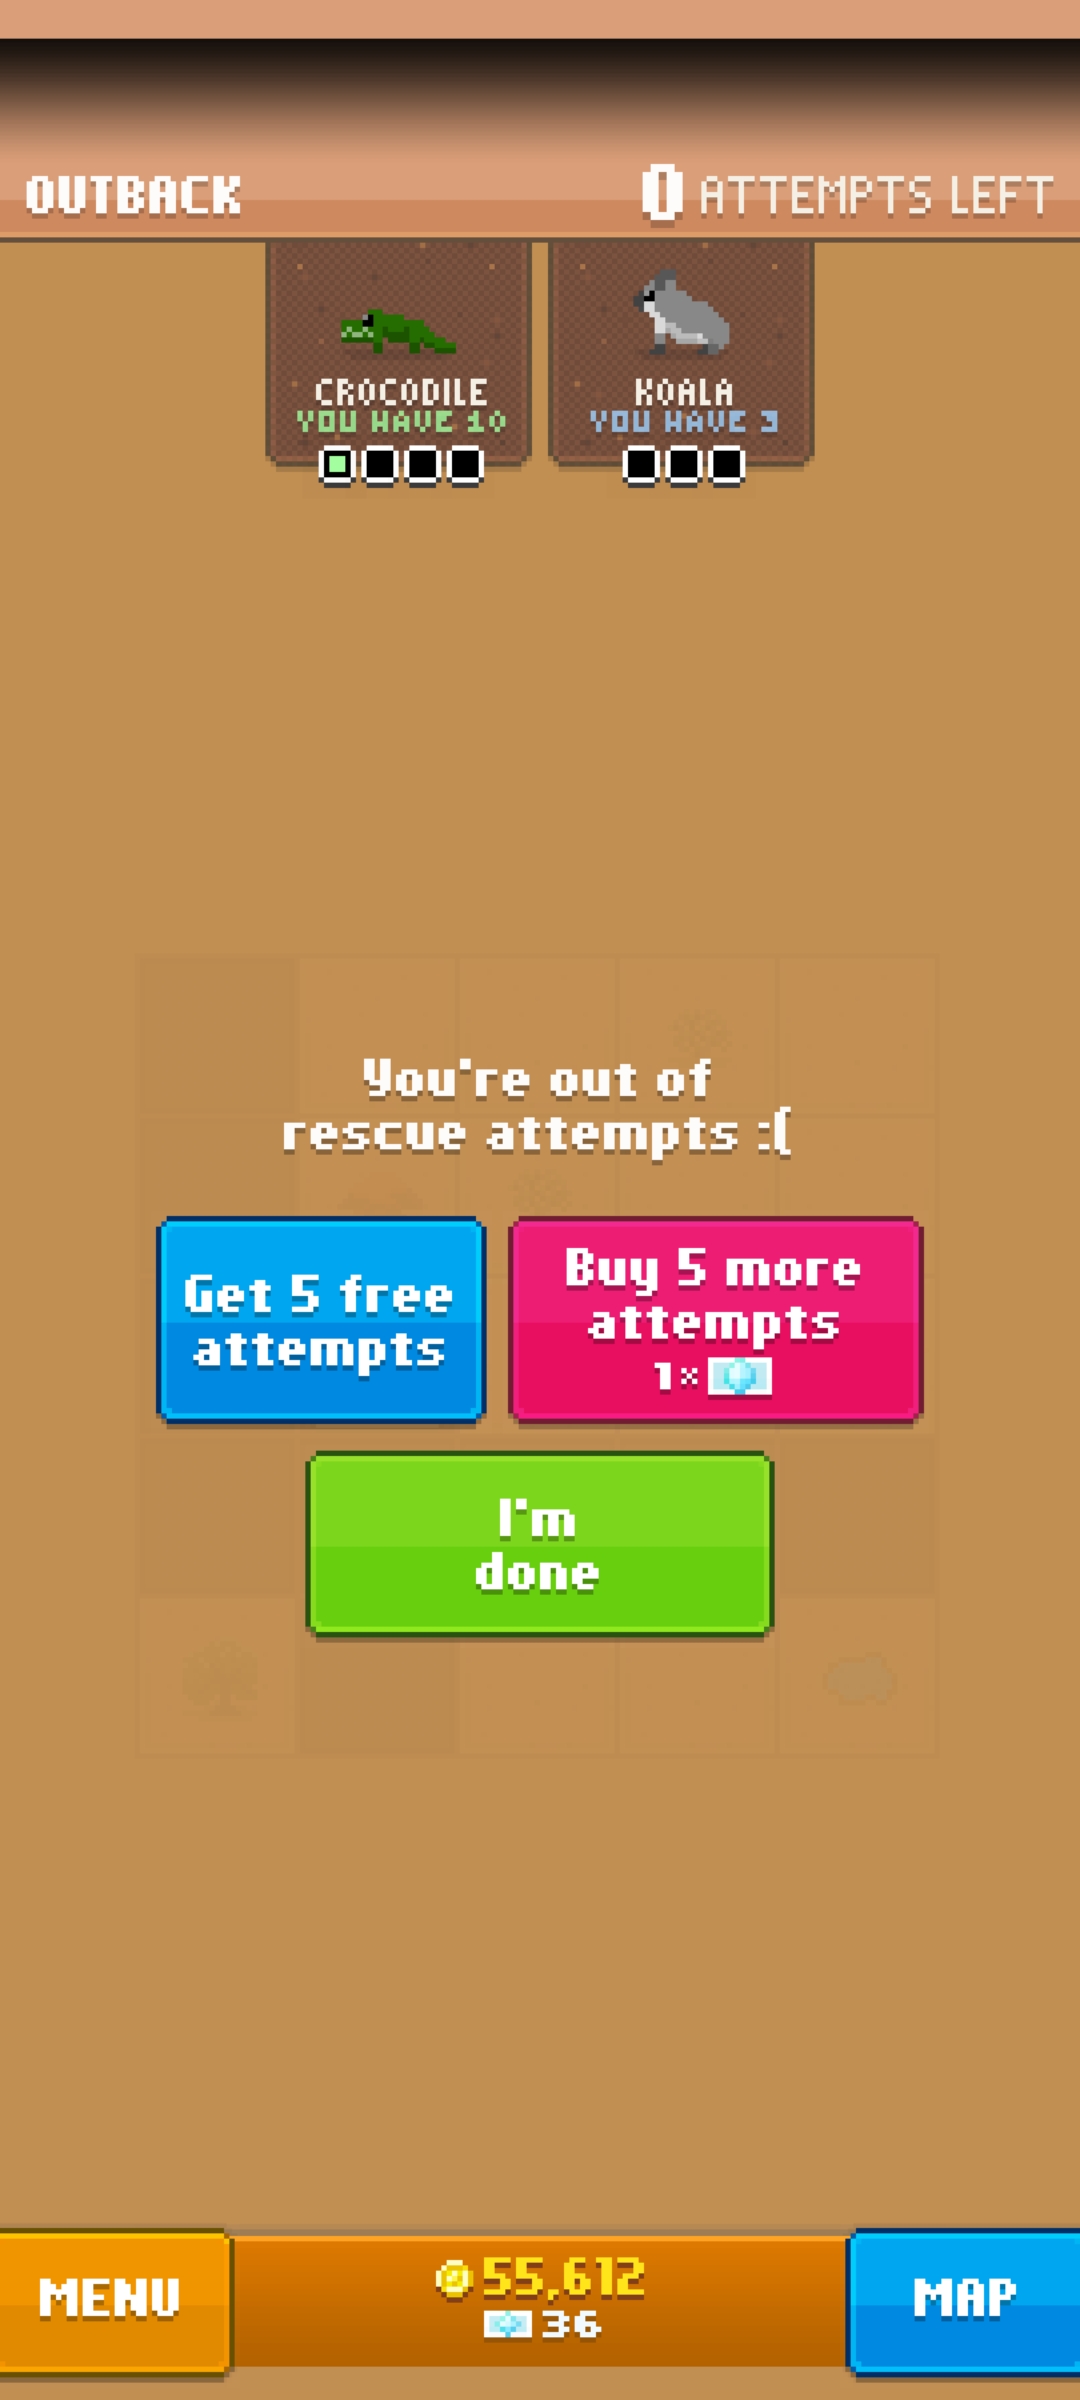 OUTBACK
0 ATTEMPTS LEFT
CROCODILE
YOU HAVE 10
KOALA
YOU HAVE 3
You're out of
rescue attempts :(
Get 5 free
attempts
Buy 5 more
attempts
1×
I'm
done
MENU
55,612
36
MAP